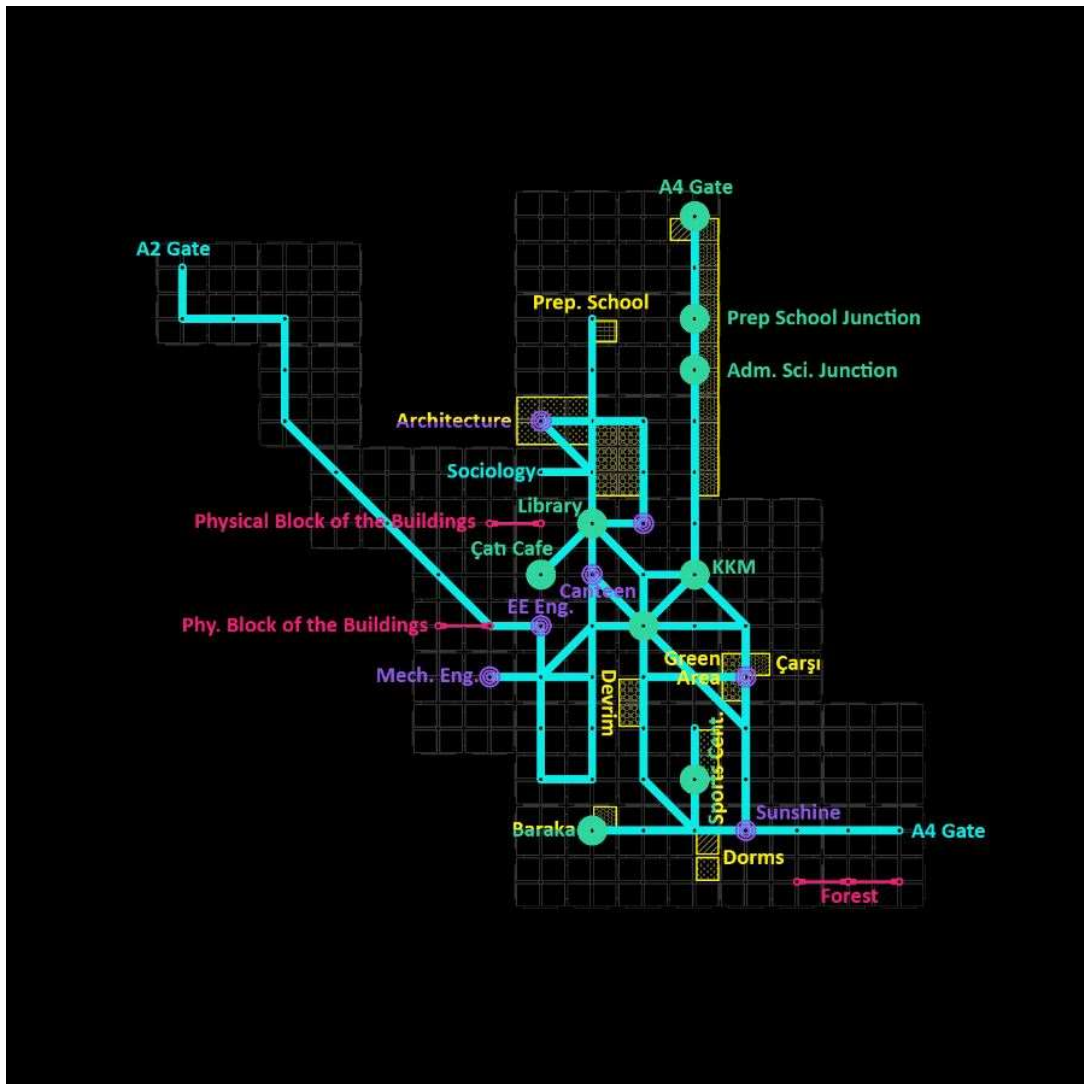 A4 Gate
A2 Gate
Prep. School
Prep School Junction
Adm. Sci. Junction
Architecture
Sociology
Library
Physical Block of the Buildings
Çatı Cafe
KKM
Canteen
EE Eng.
Phy. Block of the Buildings
Green
Area
Çarşı
Mech. Eng.
Devrim
Sports Cent.
Sunshine
Baraka
A4 Gate
Dorms
Forest